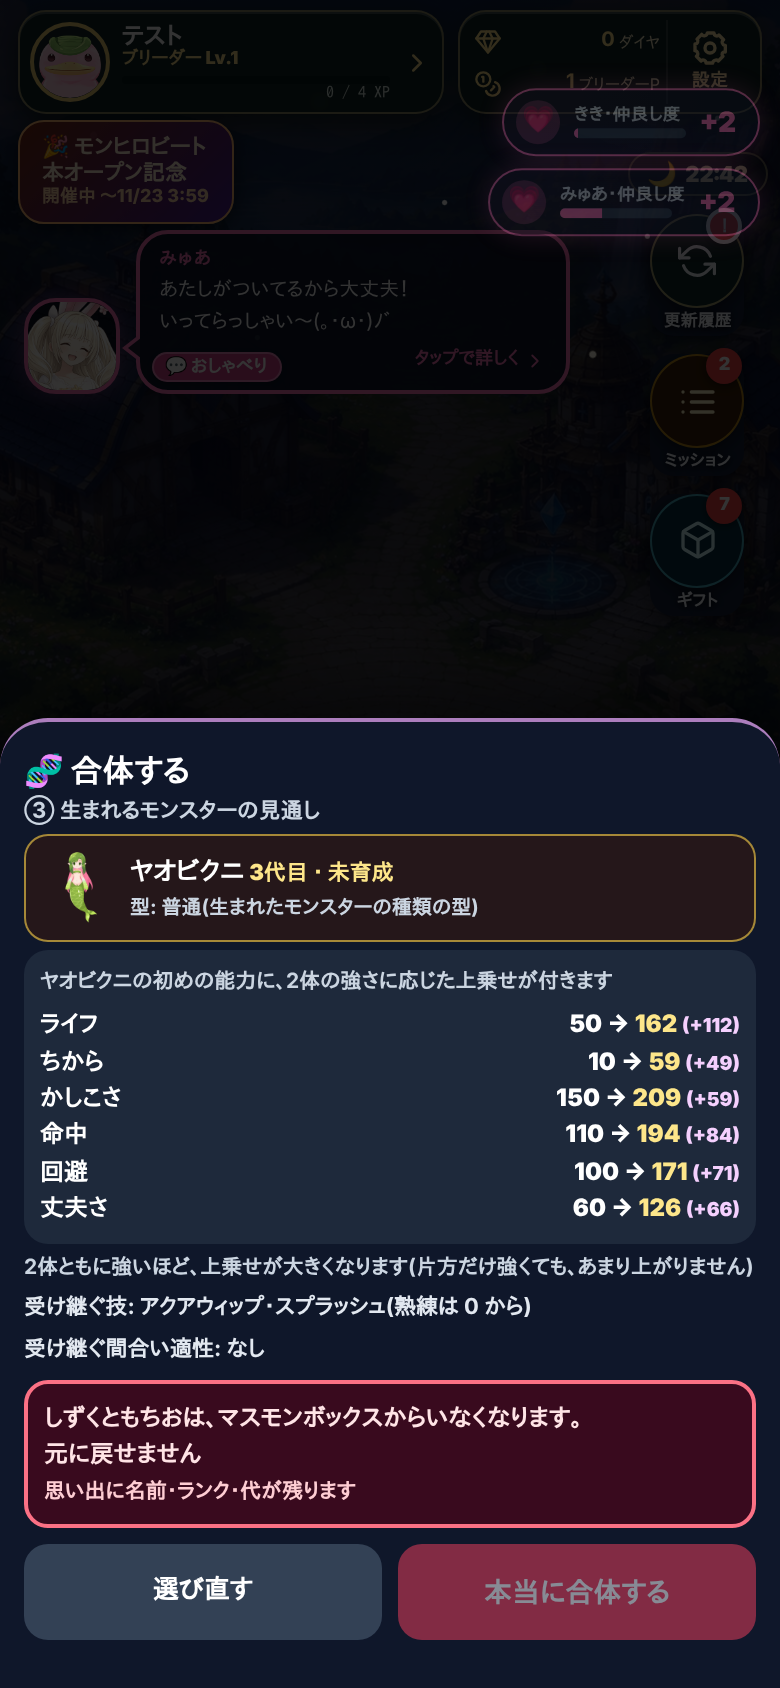 テスト
ブリーダー Lv.1
0 / 4 XP
0 ダイヤ
1 ブリーダーP
設定
🎉 モンヒロビート
本オープン記念
開催中 〜11/23 3:59
きき・仲良し度 +2
22:42
みゅあ・仲良し度 +2
みゅあ
あたしがついてるから大丈夫!
いってらっしゃい〜(。･ω･)ﾉﾞ
💬 おしゃべり
タップで詳しく
!
更新履歴
2
ミッション
7
ギフト
🧬 合体する
③ 生まれるモンスターの見通し
ヤオビクニ 3代目・未育成
型: 普通(生まれたモンスターの種類の型)
ヤオビクニの初めの能力に、2体の強さに応じた上乗せが付きます
ライフ 50 → 162 (+112)
ちから 10 → 59 (+49)
かしこさ 150 → 209 (+59)
命中 110 → 194 (+84)
回避 100 → 171 (+71)
丈夫さ 60 → 126 (+66)
2体ともに強いほど、上乗せが大きくなります(片方だけ強くても、あまり上がりません)
受け継ぐ技: アクアウィップ・スプラッシュ(熟練は 0 から)
受け継ぐ間合い適性: なし
しずくともちおは、マスモンボックスからいなくなります。
元に戻せません
思い出に名前・ランク・代が残ります
選び直す
本当に合体する